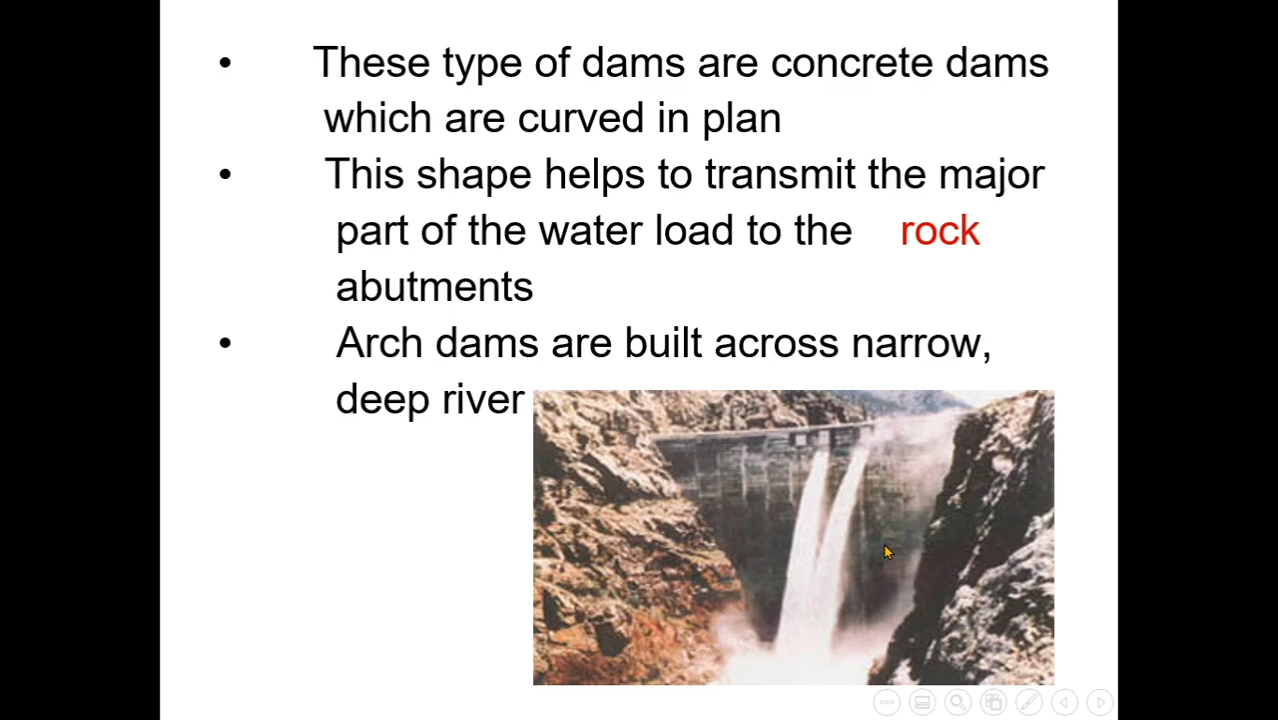 • These type of dams are concrete dams
which are curved in plan
• This shape helps to transmit the major
part of the water load to the rock
abutments
• Arch dams are built across narrow,
deep river